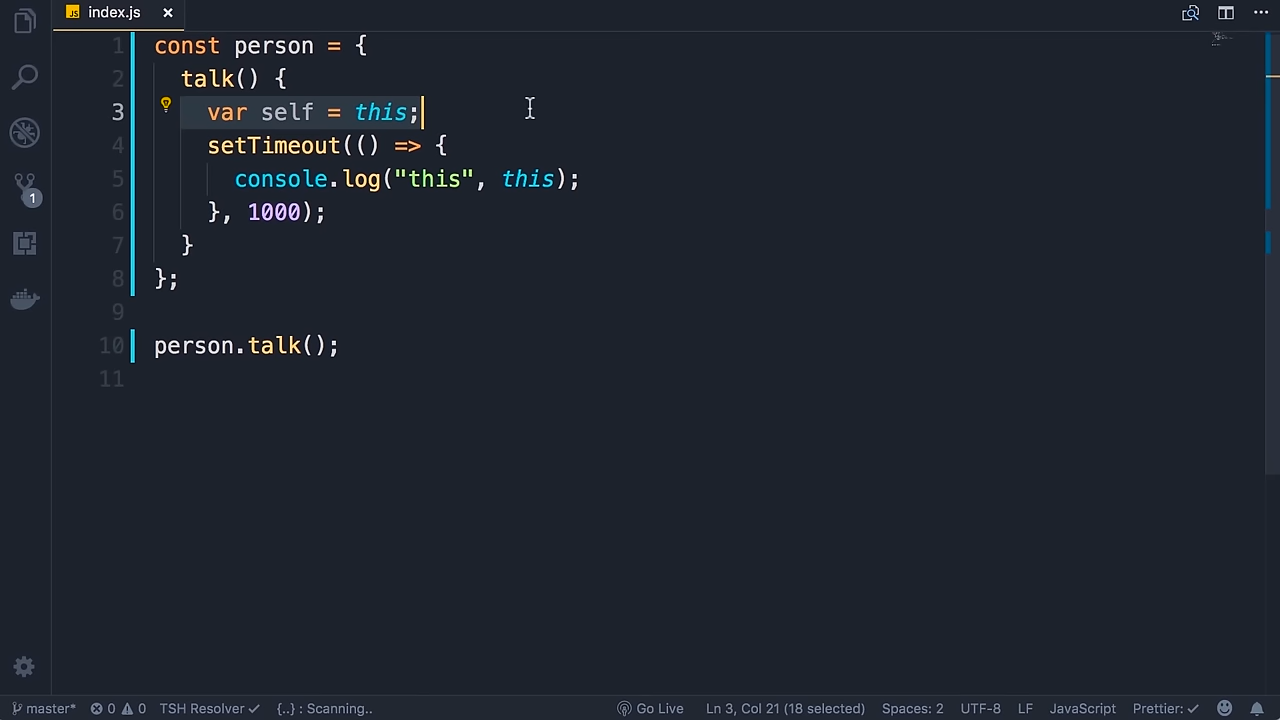 index.js
1 const person = {
2 talk() {
3 var self = this;
4 setTimeout(() => {
5 console.log("this", this);
6 }, 1000);
7 }
8 };
9
10 person.talk();
11
1
master* 0 0 TSH Resolver {..} : Scanning.. Go Live Ln 3, Col 21 (18 selected) Spaces: 2 UTF-8 LF JavaScript Prettier: